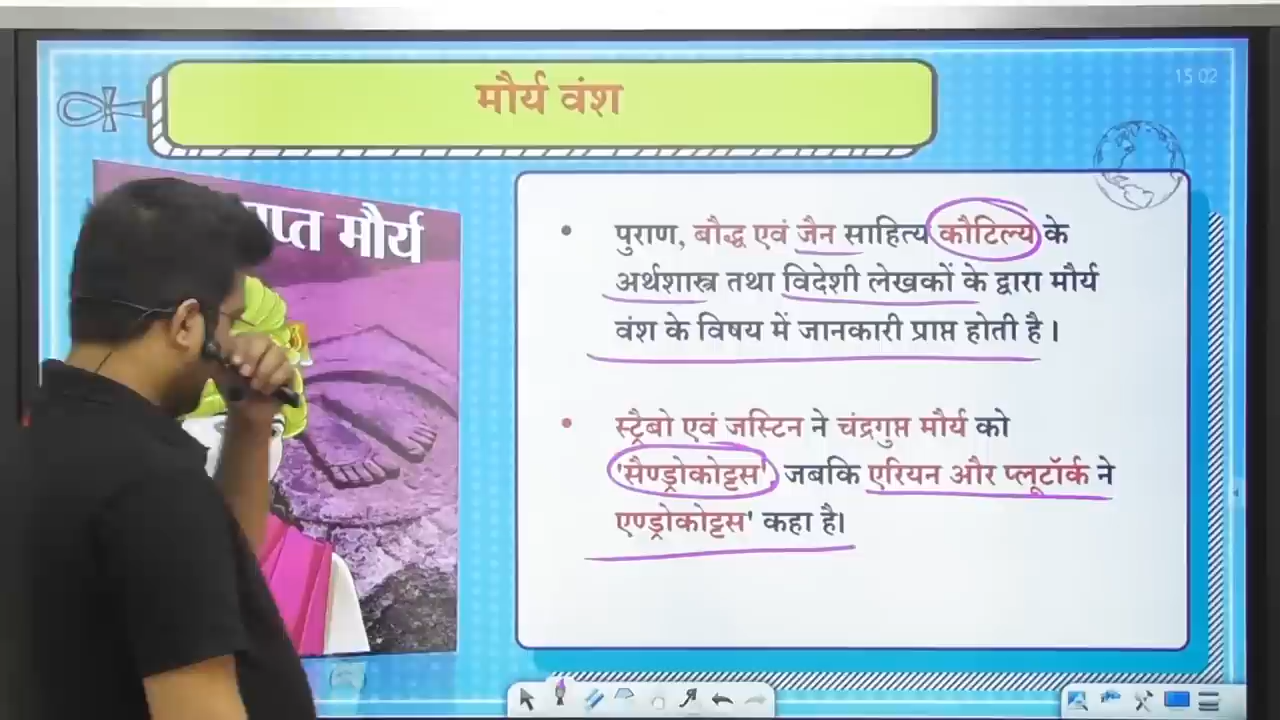 मौर्य वंश
15 02
प्त मौर्य
• पुराण, बौद्ध एवं जैन साहित्य कौटिल्य के
अर्थशास्त्र तथा विदेशी लेखकों के द्वारा मौर्य
वंश के विषय में जानकारी प्राप्त होती है ।
• स्ट्रैबो एवं जस्टिन ने चंद्रगुप्त मौर्य को
'सैण्ड्रोकोट्टस', जबकि एरियन और प्लूटॉर्क ने
एण्ड्रोकोट्टस' कहा है।